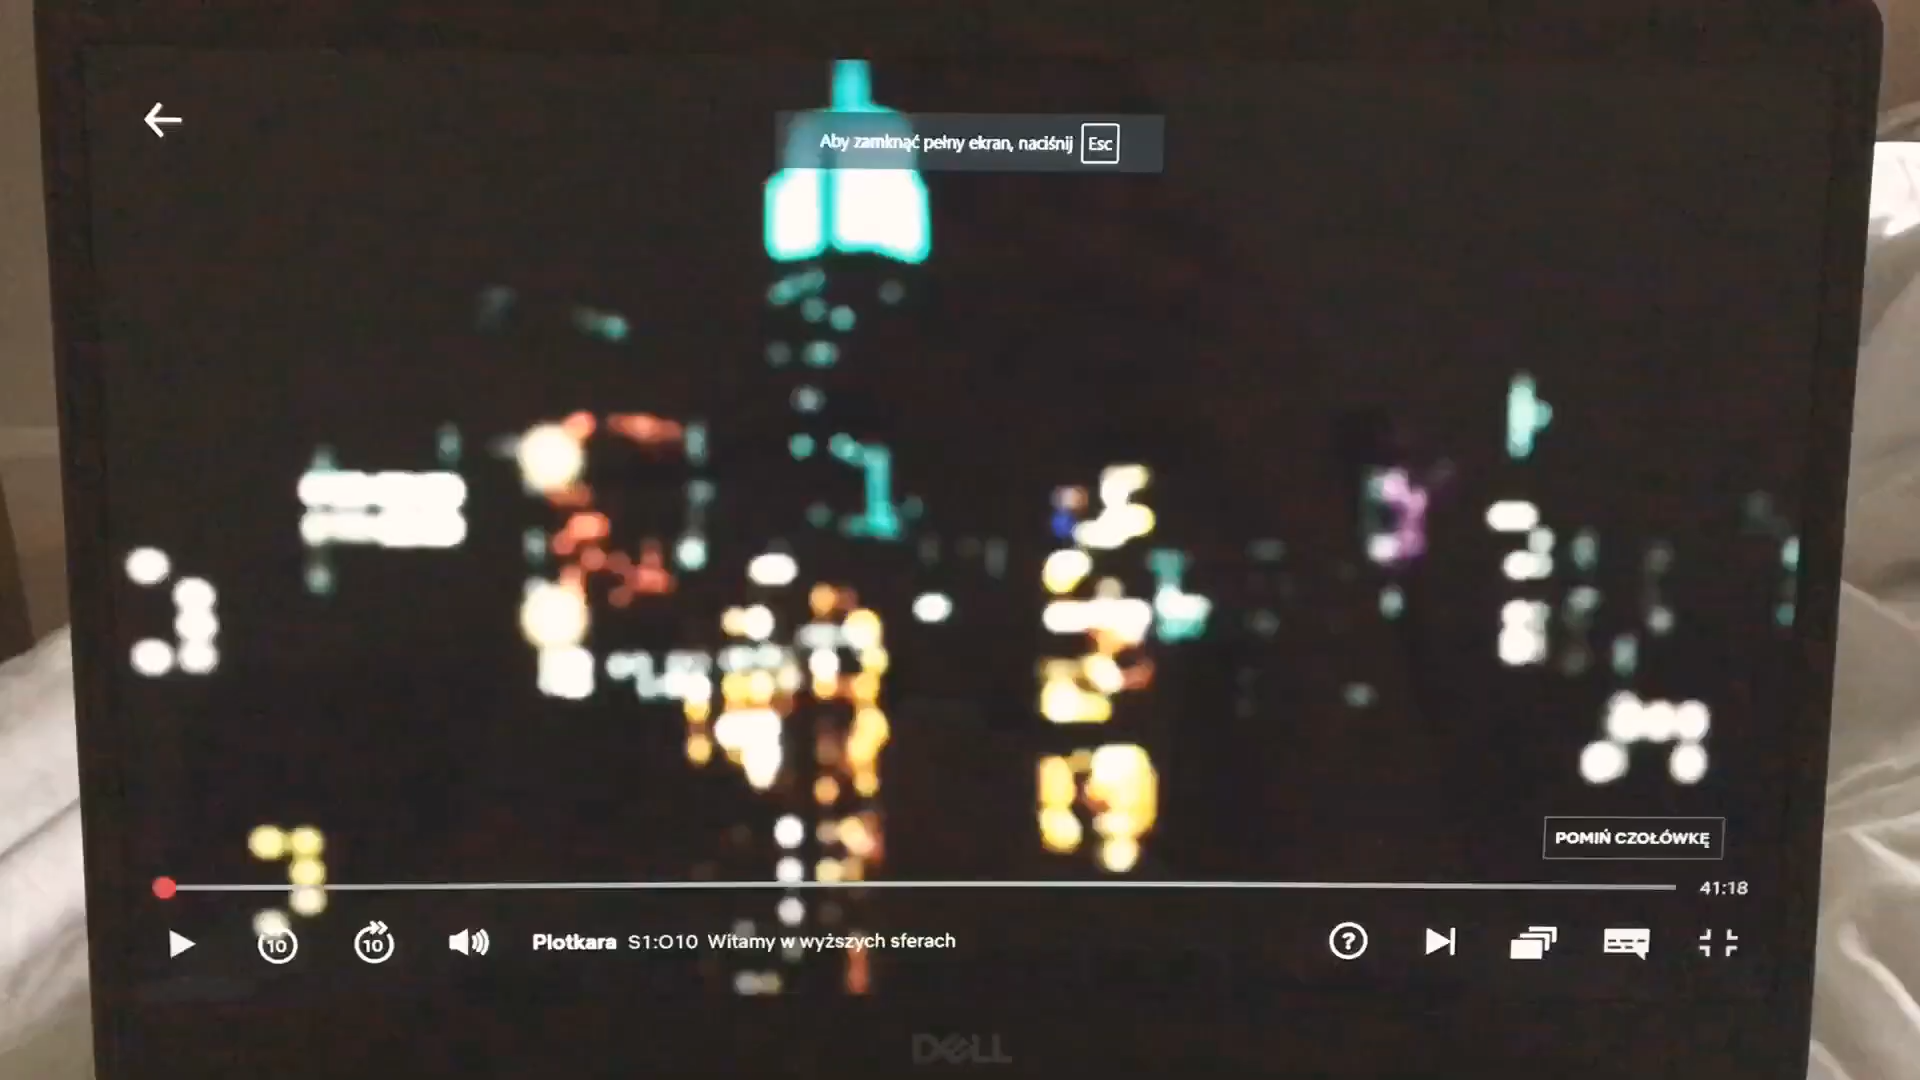 Aby zamknąć pełny ekran, naciśnij Esc
POMIŃ CZOŁÓWKĘ
41:18
10
10
Plotkara S1:O10 Witamy w wyższych sferach
?
DELL